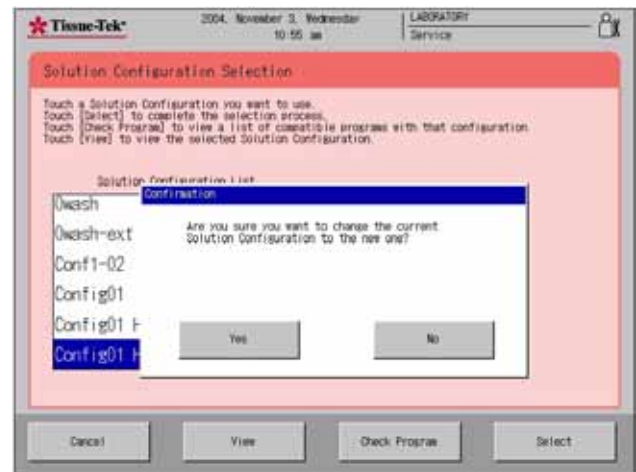 Tissue-Tek
2004, November 3, Wednesday
10:55 am
LABORATORY
Service
Solution Configuration Selection
Touch a Solution Configuration you want to use.
Touch [Select] to complete the selection process.
Touch [Check Program] to view a list of compatible programs with that configuration
Touch [View] to view the selected Solution Configuration.
Solution Configuration List
Confirmation
Are you sure you want to change the current
Solution Configuration to the new one?
Yes
No
0wash
0wash-ext
Conf1-02
Config01
Config01 H
Config01 H
Cancel
View
Check Program
Select